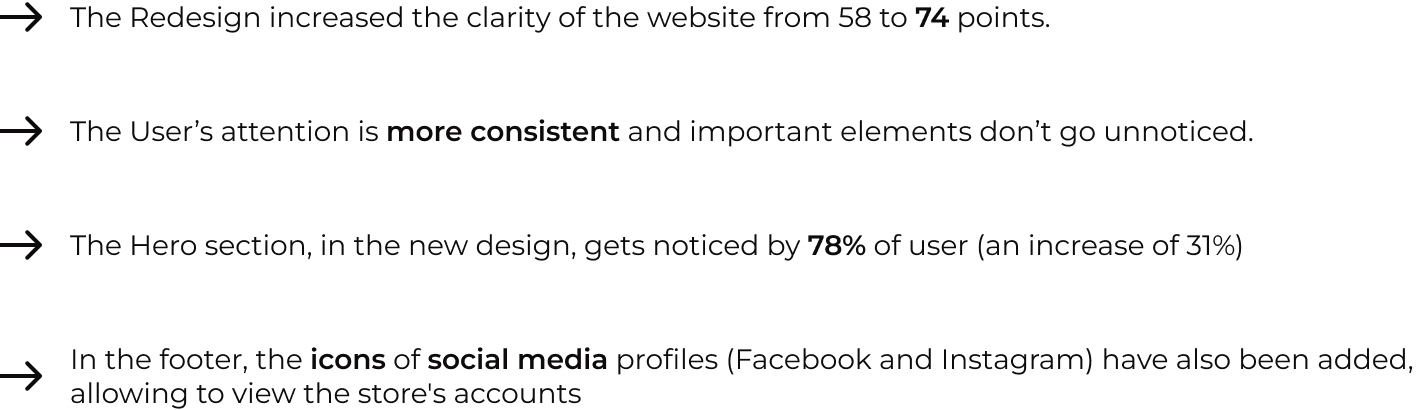 The Redesign increased the clarity of the website from 58 to 74 points.
The User’s attention is more consistent and important elements don’t go unnoticed.
The Hero section, in the new design, gets noticed by 78% of user (an increase of 31%)
In the footer, the icons of social media profiles (Facebook and Instagram) have also been added,
allowing to view the store's accounts